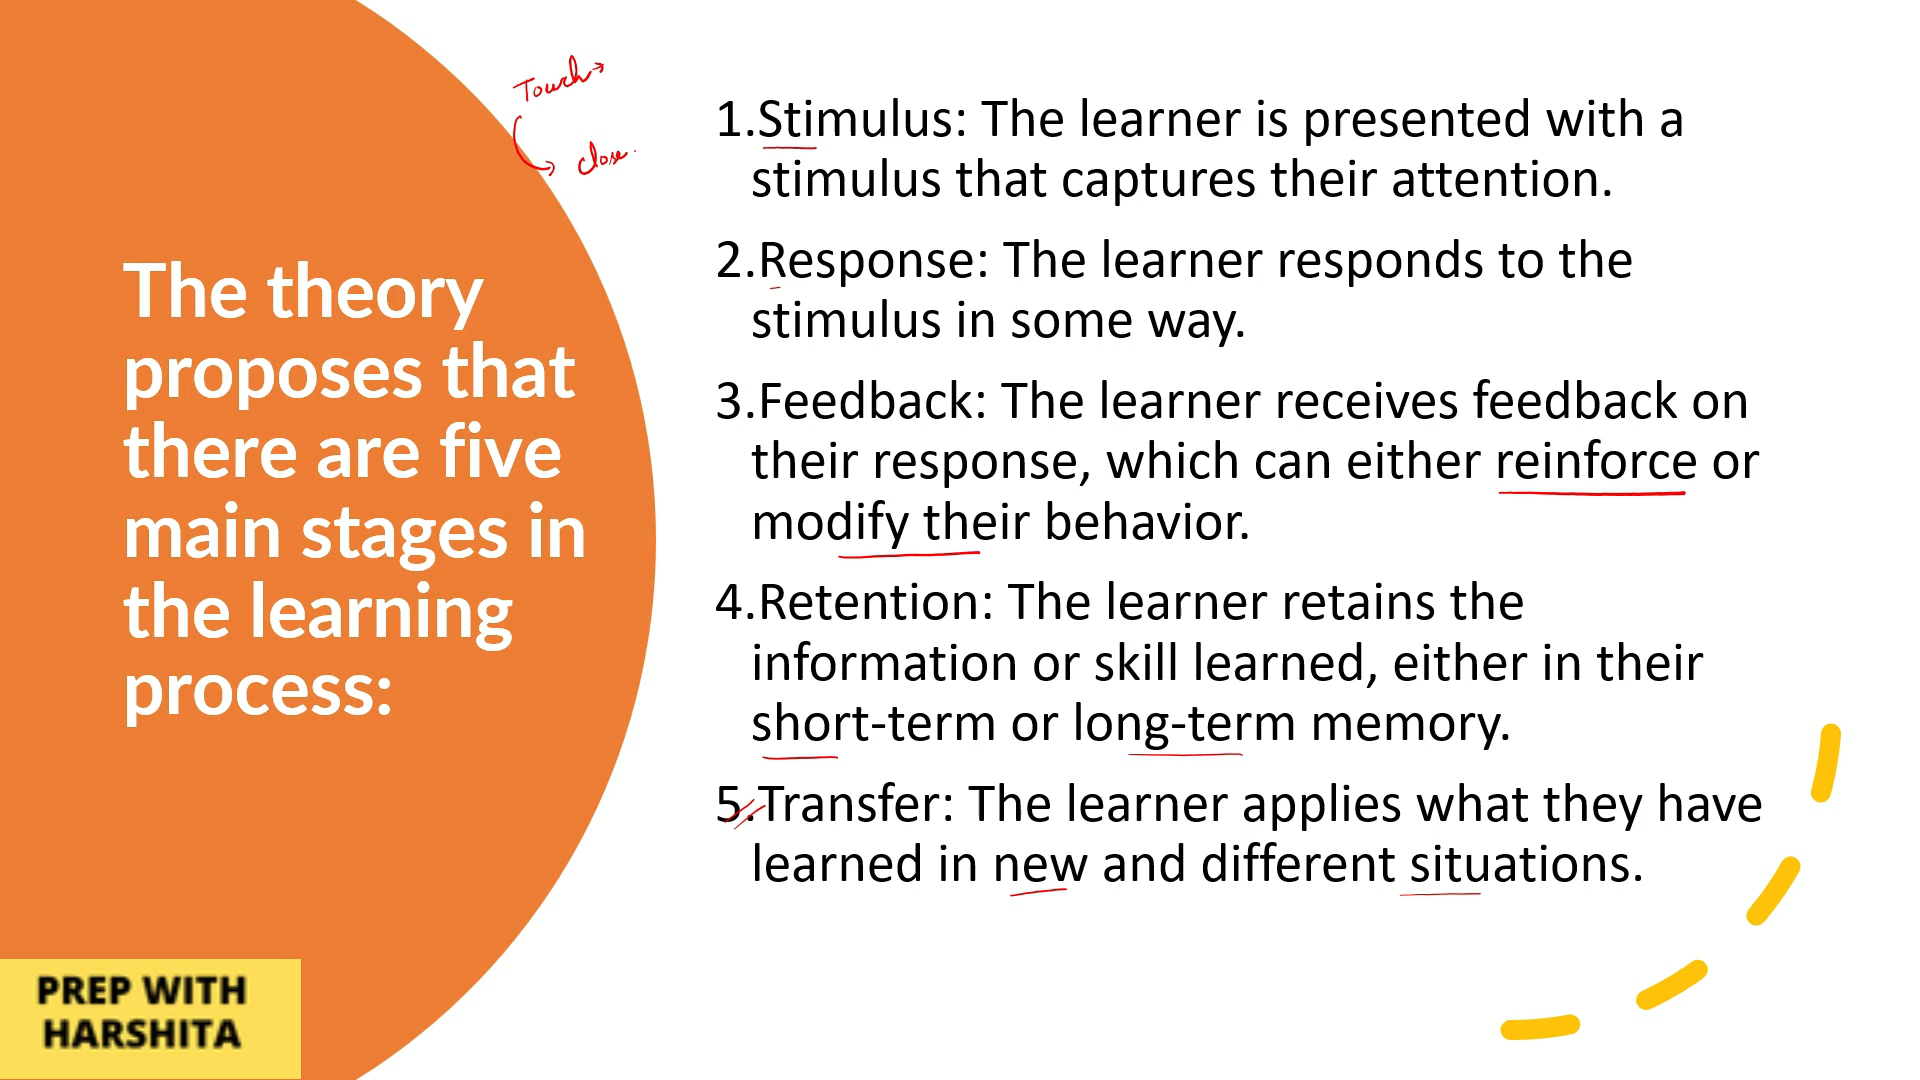 The theory
proposes that
there are five
main stages in
the learning
process:
Touch
close.
1.Stimulus: The learner is presented with a
stimulus that captures their attention.
2.Response: The learner responds to the
stimulus in some way.
3.Feedback: The learner receives feedback on
their response, which can either reinforce or
modify their behavior.
4.Retention: The learner retains the
information or skill learned, either in their
short-term or long-term memory.
5.Transfer: The learner applies what they have
learned in new and different situations.
PREP WITH
HARSHITA